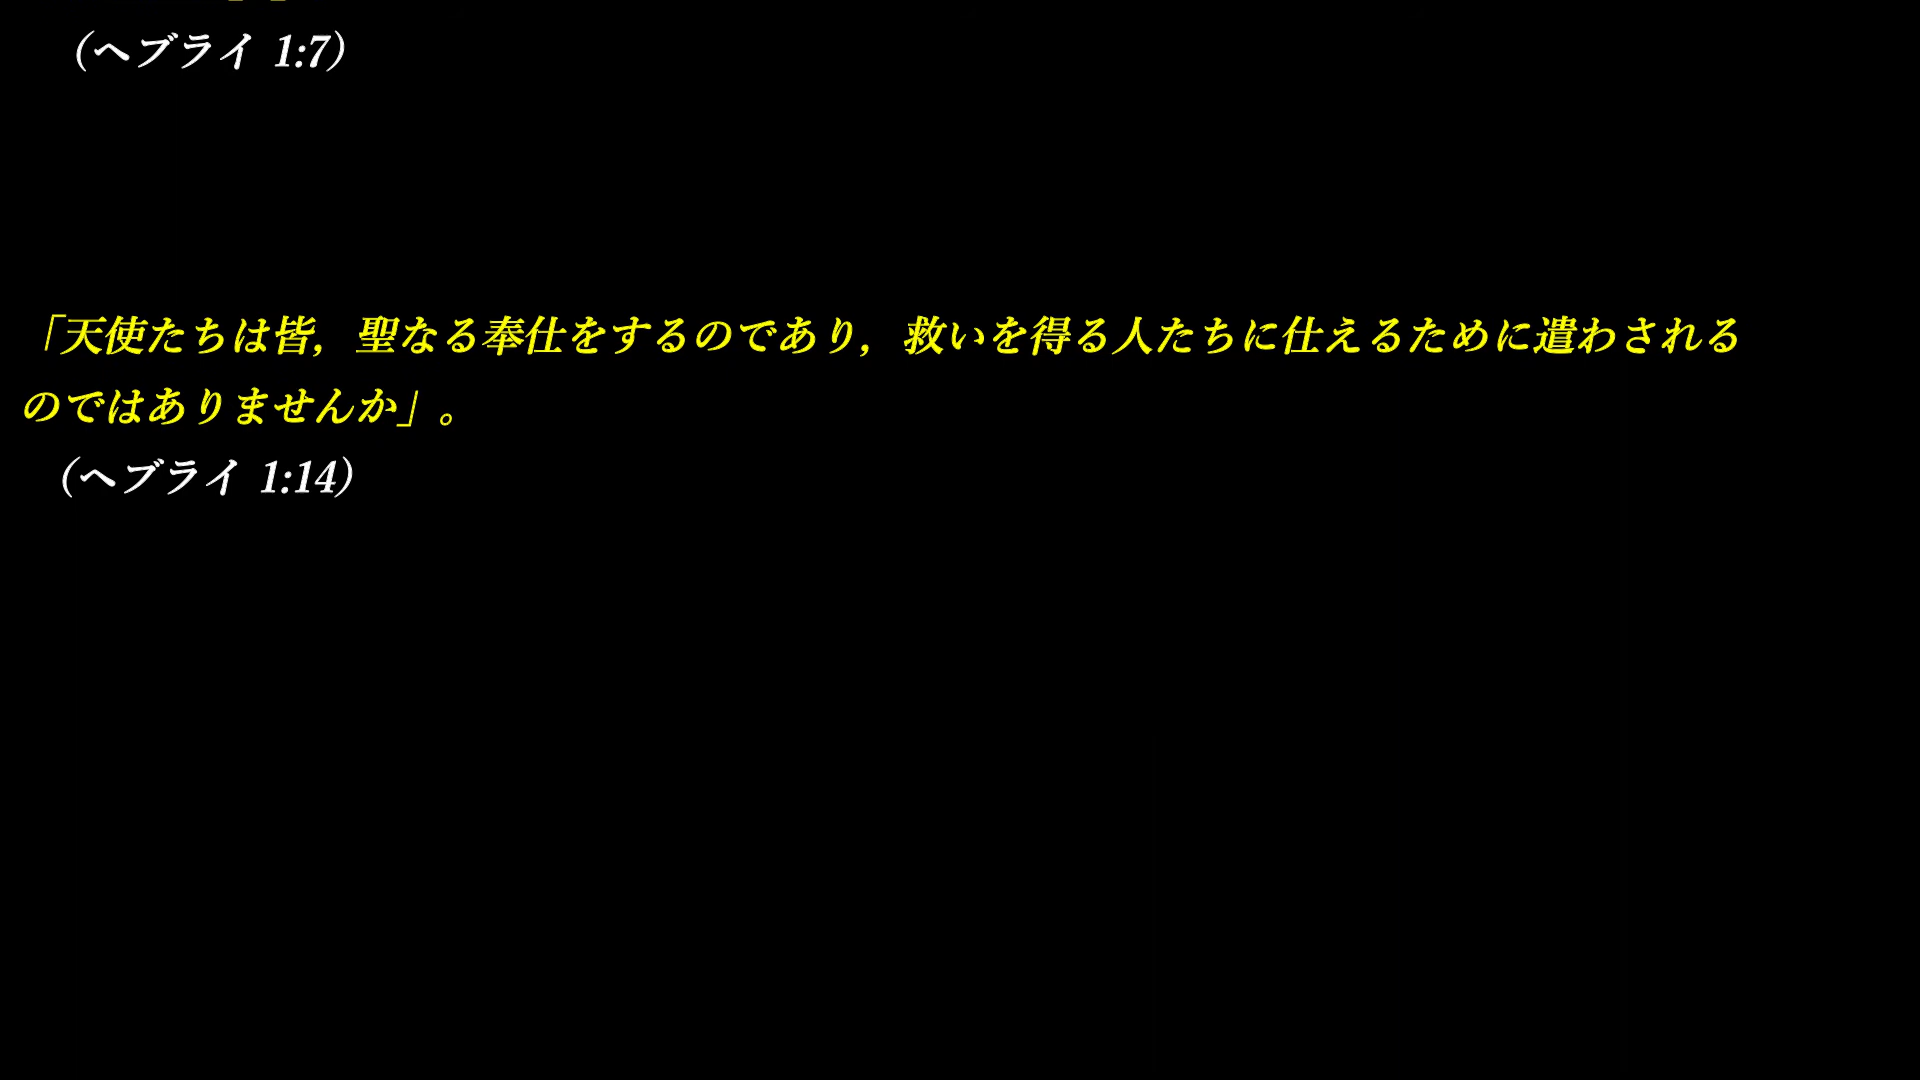 (ヘブライ 1:7)
「天使たちは皆，聖なる奉仕をするのであり，救いを得る人たちに仕えるために遣わされる
のではありませんか」。
(ヘブライ 1:14)